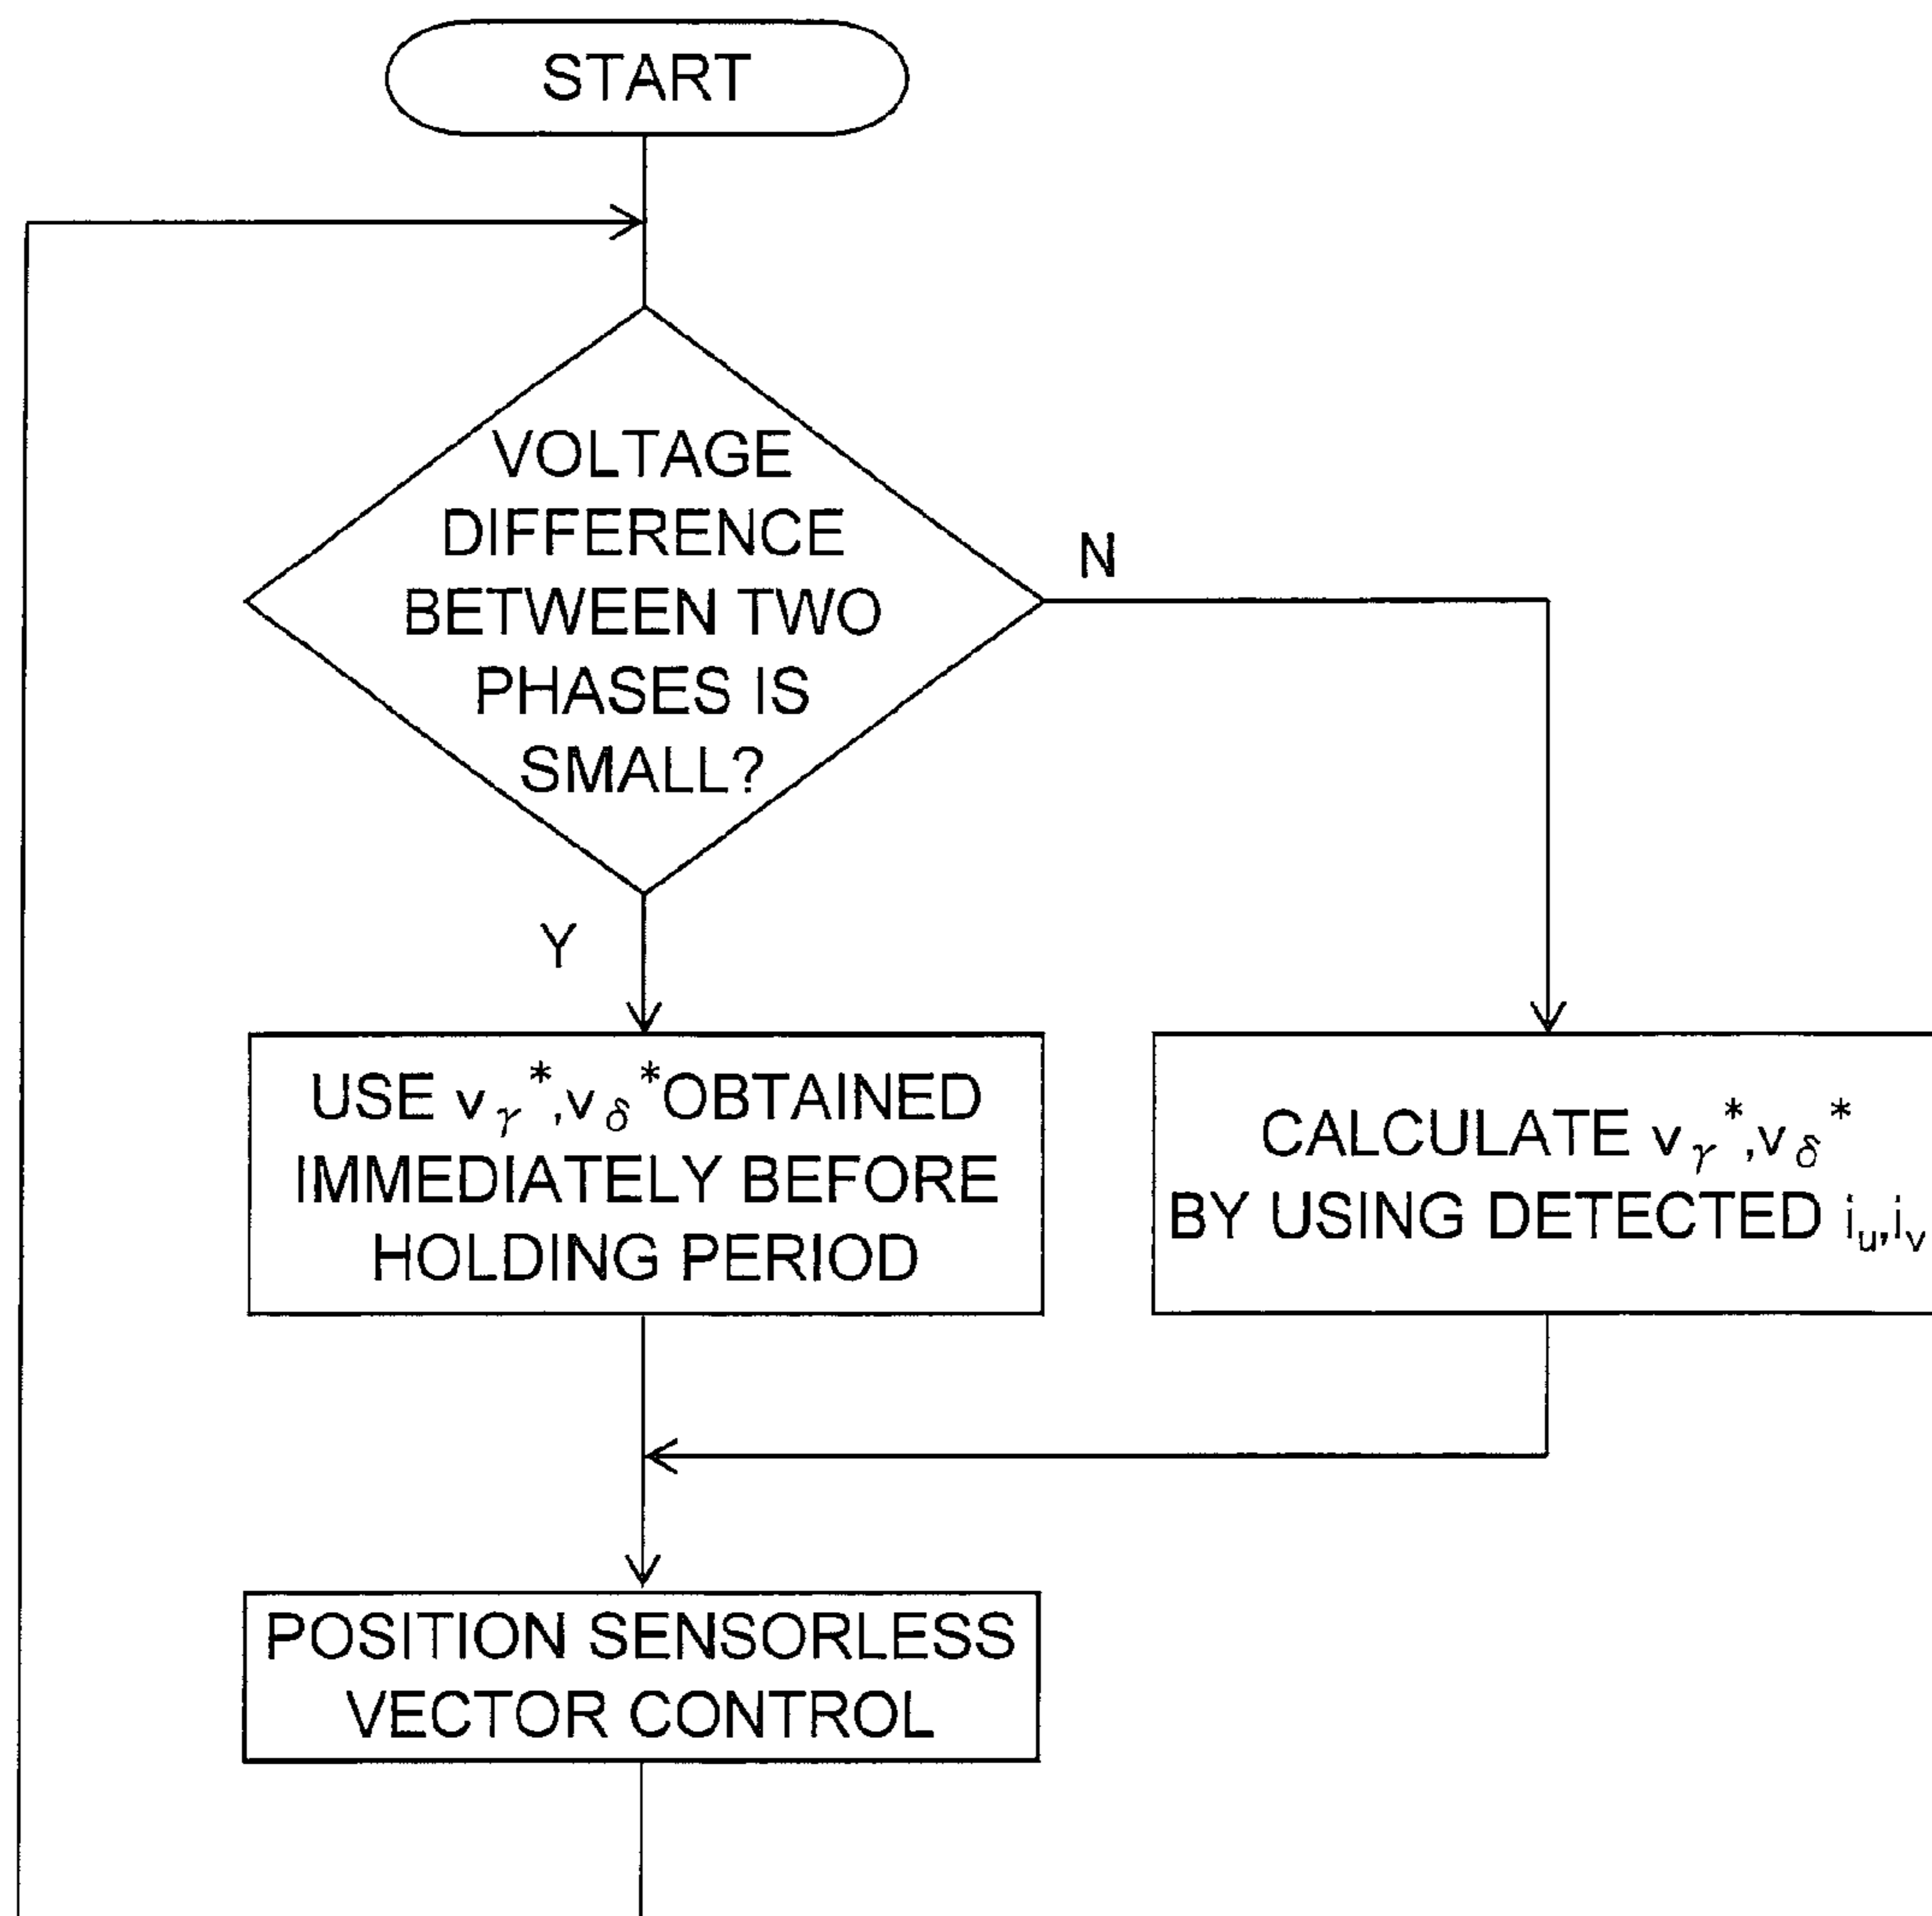 START
VOLTAGE
DIFFERENCE
BETWEEN TWO
PHASES IS
SMALL?
N
Y
USE vγ*,vδ*OBTAINED
IMMEDIATELY BEFORE
HOLDING PERIOD
CALCULATE vγ*,vδ*
BY USING DETECTED iu,iv
POSITION SENSORLESS
VECTOR CONTROL